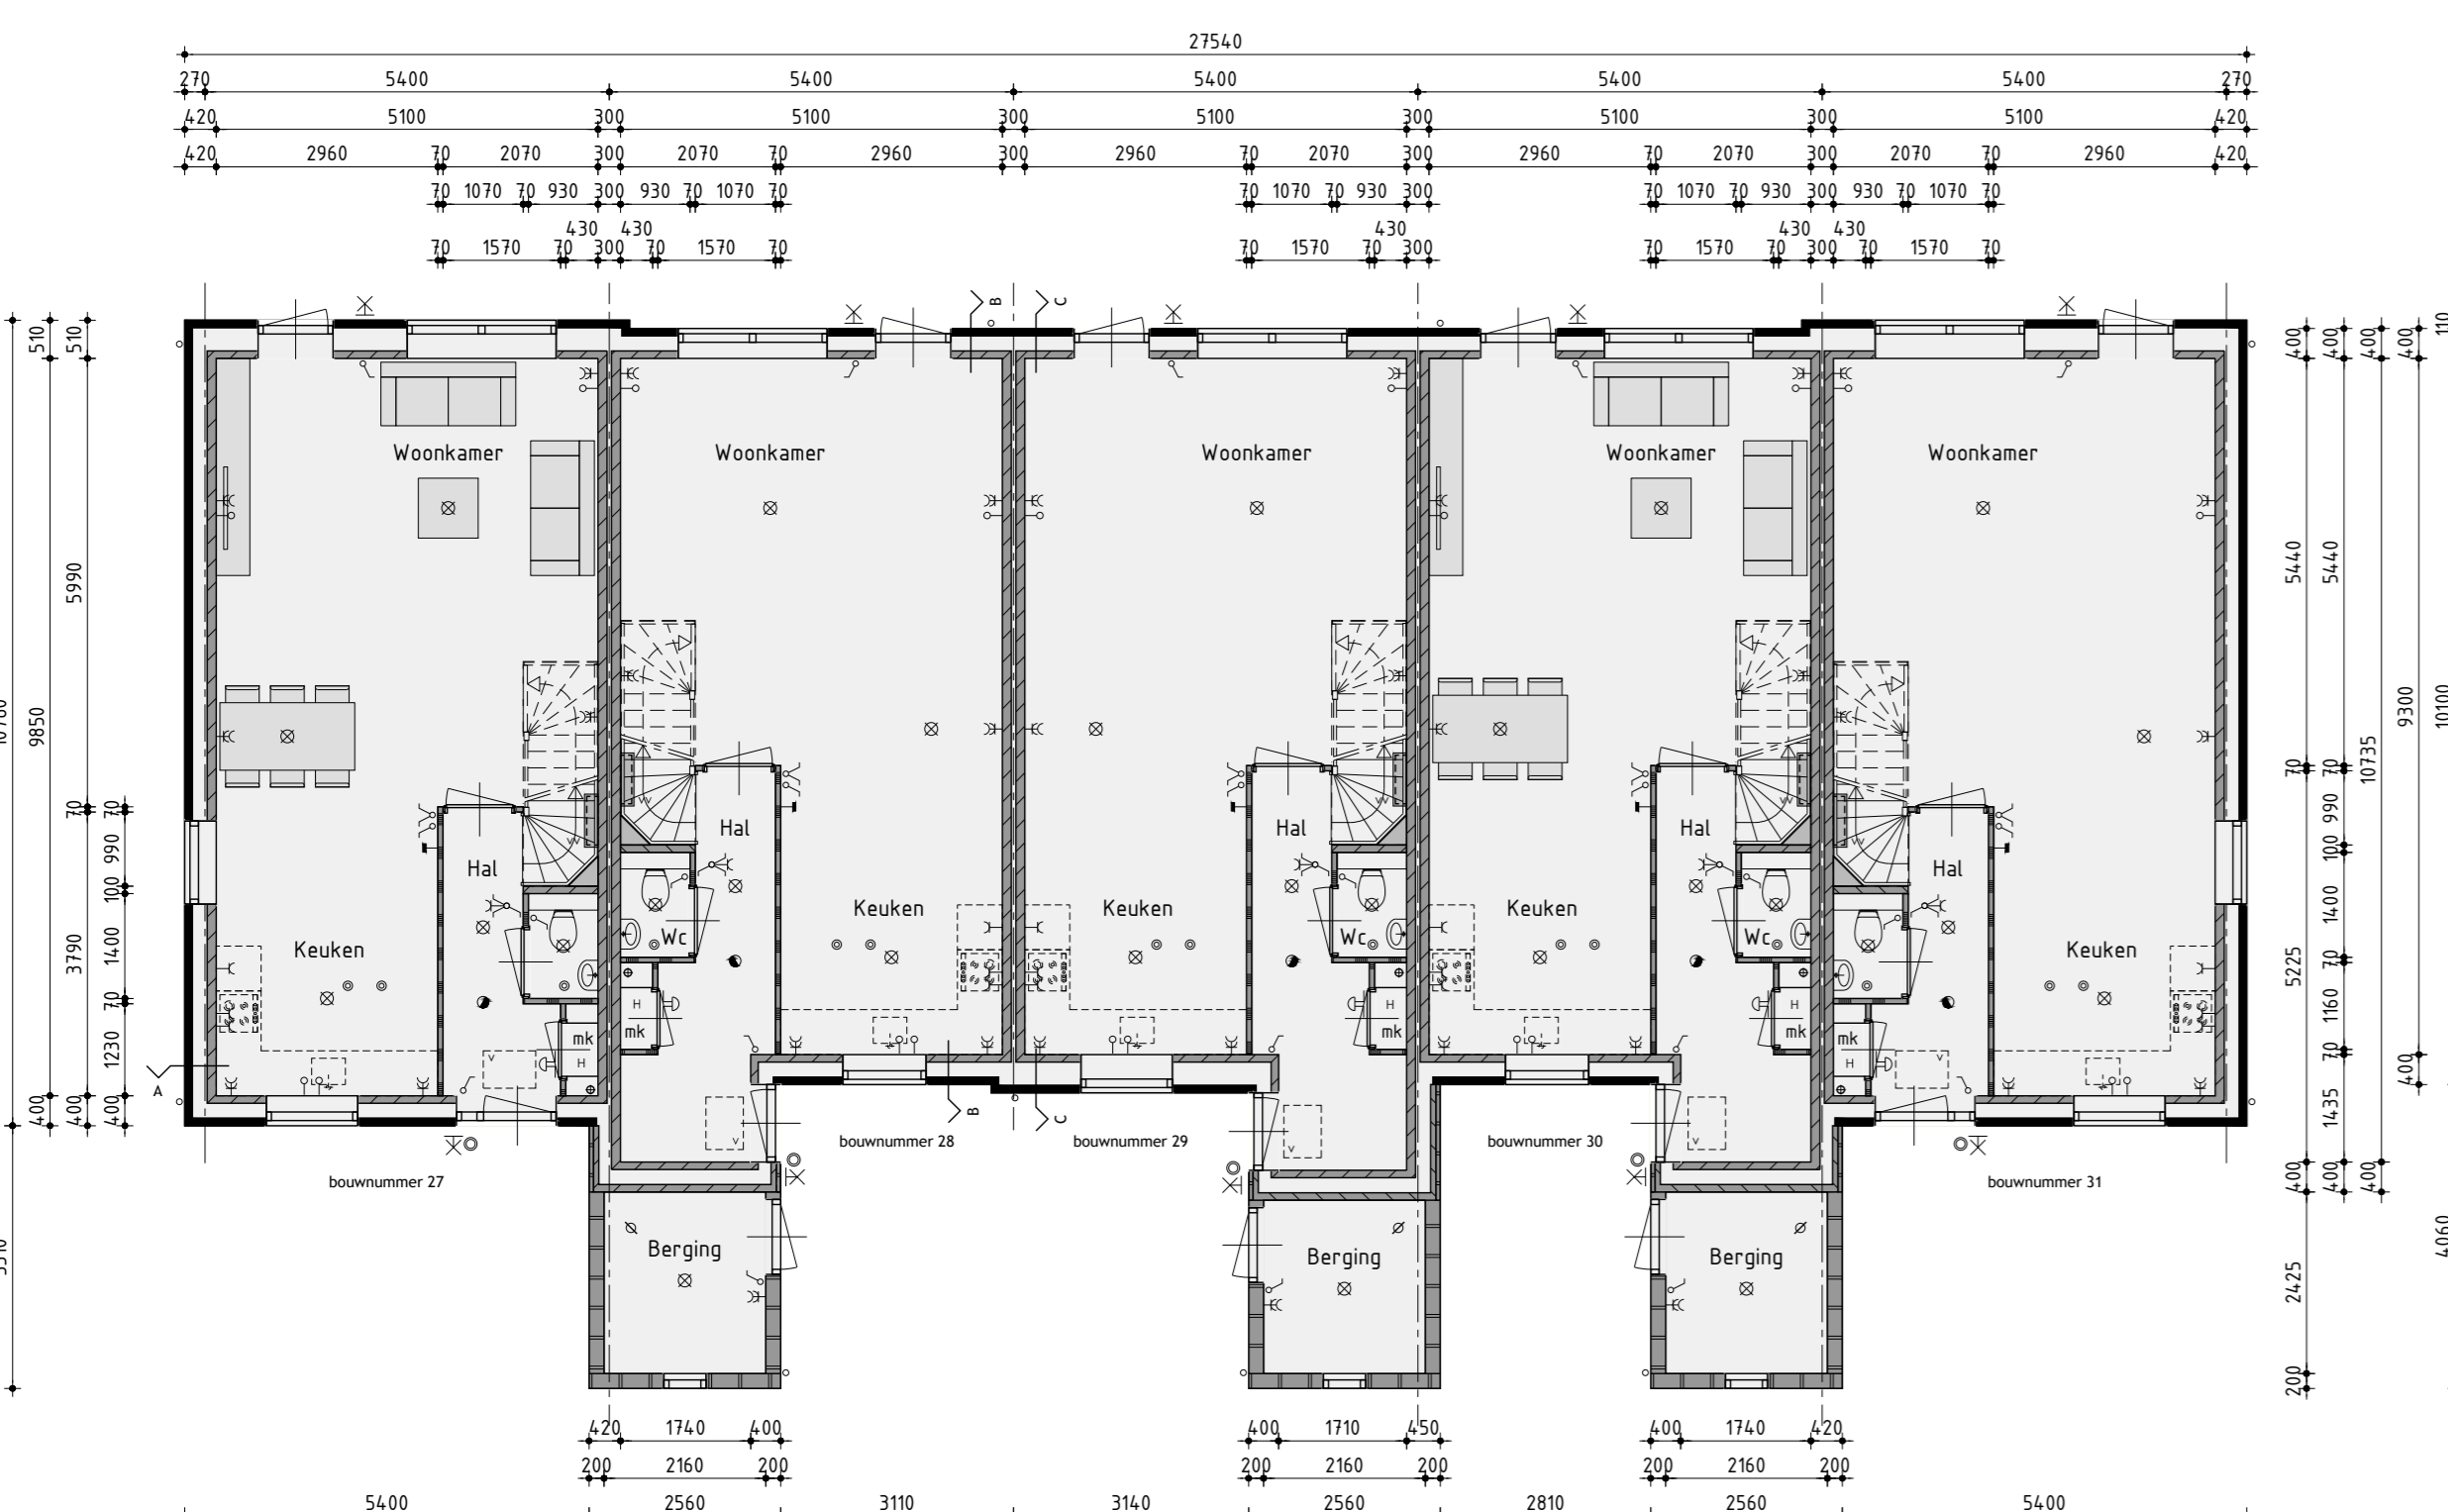 27540
270 5400 5400 5400 5400 5400 270
420 5100 300 5100 300 5100 300 5100 300 5100 420
420 2960 70 2070 300 2070 70 2960 300 2960 70 2070 300 2960 70 2070 300 2070 70 2960 420
70 1070 70 930 300 930 70 1070 70 70 1070 70 930 300 70 1070 70 930 300 930 70 1070 70
430 430 430 430 430
70 1570 70 300 70 1570 70 70 1570 70 300 70 1570 70 300 70 1570 70
B C
510 510 400 400 400 400 110
Woonkamer Woonkamer Woonkamer Woonkamer Woonkamer
5990 5440 5440
9850 9300 10100
10735
70 70 70 70
990 990
100 100
3790 1400 1400
70 70
1230 5225 1160
70
1435
400 400 400 400
400 400 400
2425 4060
200
Hal Hal Hal Hal Hal
Keuken Keuken Keuken Keuken Keuken
Wc Wc Wc
H H H H H
mk mk mk mk mk
A B C
bouwnummer 28 bouwnummer 29 bouwnummer 30
bouwnummer 27 bouwnummer 31
Berging Berging Berging
420 1740 400 400 1710 450 400 1740 420
200 2160 200 200 2160 200 200 2160 200
5400 2560 3110 3140 2560 2810 2560 5400